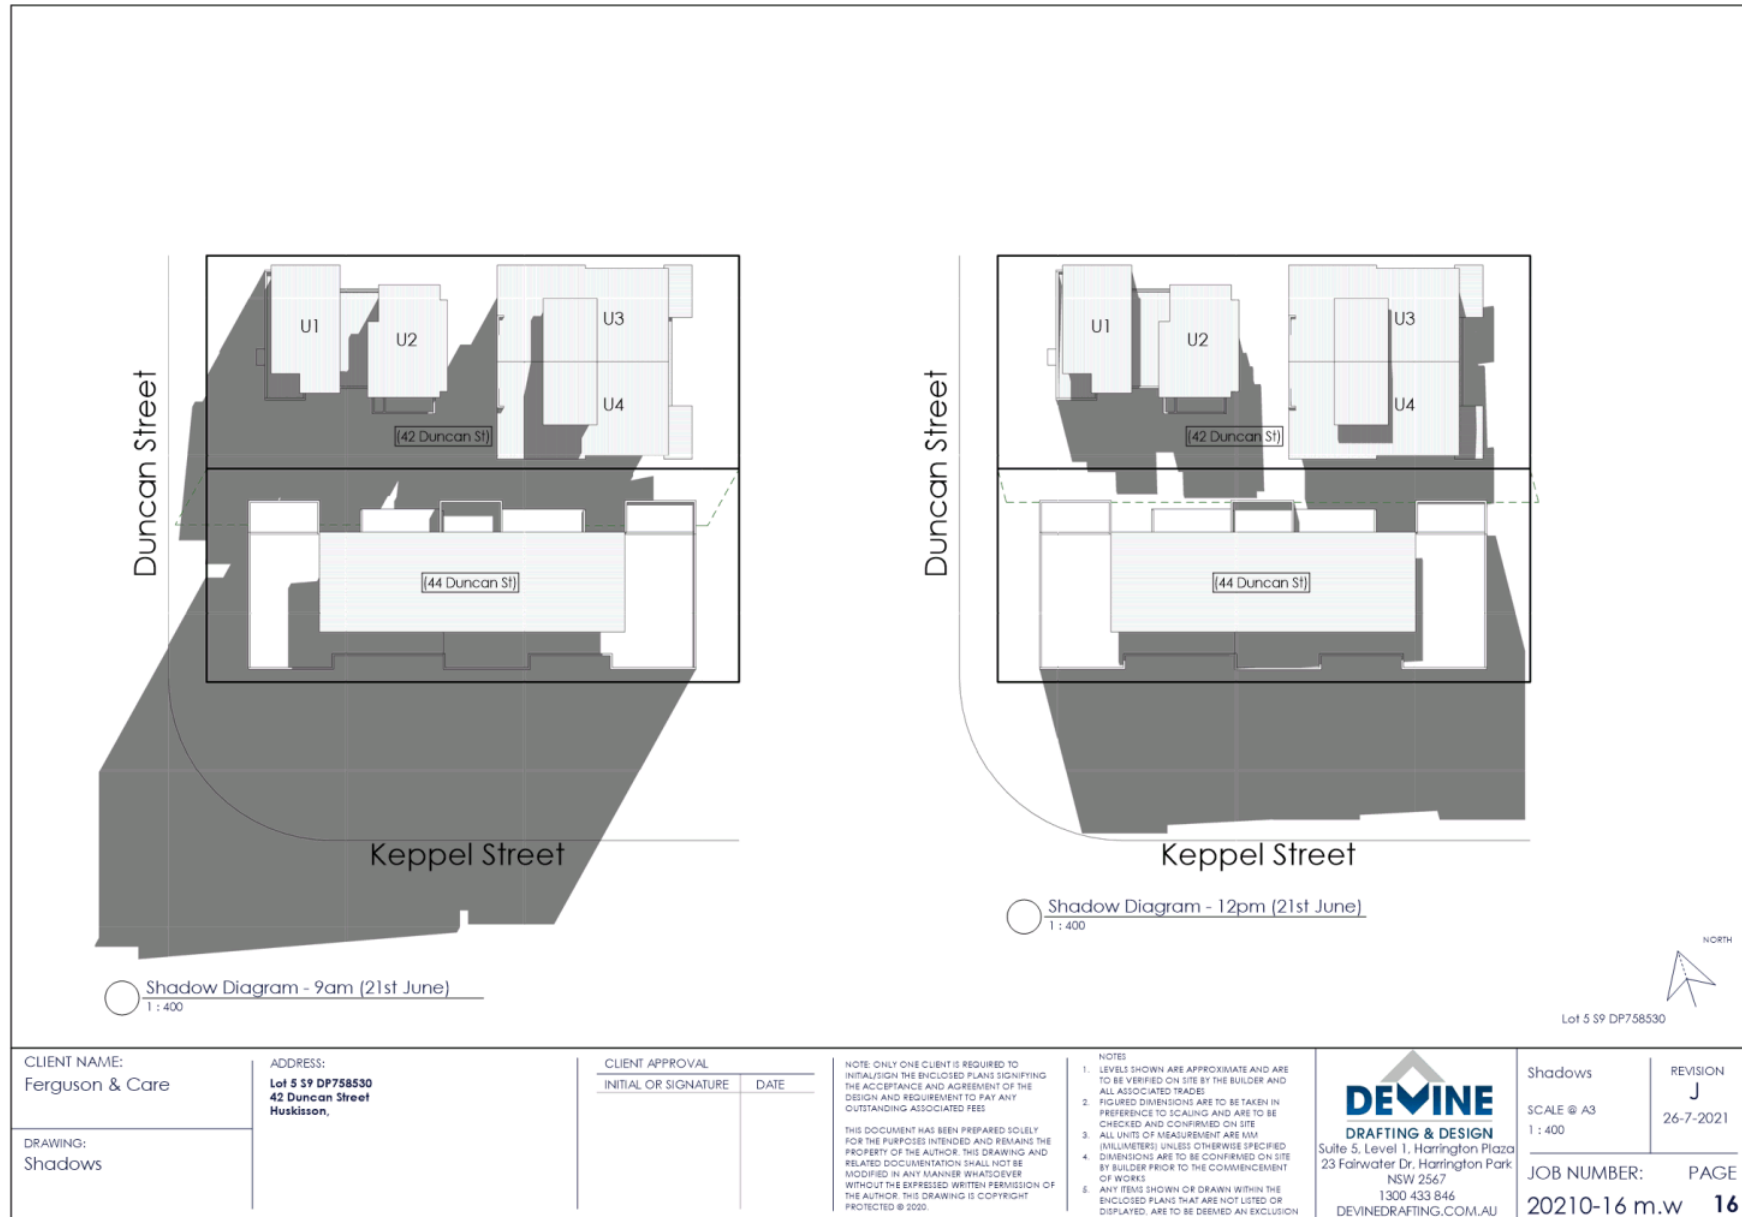 Duncan Street
U1
U2
U3
U4
(42 Duncan St)
(44 Duncan St)
Keppel Street
Shadow Diagram - 9am (21st June)
1 : 400
Duncan Street
U1
U2
U3
U4
(42 Duncan St)
(44 Duncan St)
Keppel Street
Shadow Diagram - 12pm (21st June)
1 : 400
NORTH
Lot 5 S9 DP758530
CLIENT NAME:
Ferguson & Care
DRAWING:
Shadows
ADDRESS:
Lot 5 S9 DP758530
42 Duncan Street
Huskisson,
CLIENT APPROVAL
INITIAL OR SIGNATURE
DATE
NOTE: ONLY ONE CLIENT IS REQUIRED TO
INITIAL/SIGN THE ENCLOSED PLANS SIGNIFYING
THE ACCEPTANCE AND AGREEMENT OF THE
DESIGN AND REQUIREMENT TO PAY ANY
OUTSTANDING ASSOCIATED FEES
THIS DOCUMENT HAS BEEN PREPARED SOLELY
FOR THE PURPOSES INTENDED AND REMAINS THE
PROPERTY OF THE AUTHOR. THIS DRAWING AND
RELATED DOCUMENTATION SHALL NOT BE
MODIFIED IN ANY MANNER WHATSOEVER
WITHOUT THE EXPRESSED WRITTEN PERMISSION OF
THE AUTHOR. THIS DRAWING IS COPYRIGHT
PROTECTED © 2020.
NOTES
1. LEVELS SHOWN ARE APPROXIMATE AND ARE
TO BE VERIFIED ON SITE BY THE BUILDER AND
ALL ASSOCIATED TRADES
2. FIGURED DIMENSIONS ARE TO BE TAKEN IN
PREFERENCE TO SCALING AND ARE TO BE
CHECKED AND CONFIRMED ON SITE
3. ALL UNITS OF MEASUREMENT ARE MM
(MILLIMETERS) UNLESS OTHERWISE SPECIFIED
4. DIMENSIONS ARE TO BE CONFIRMED ON SITE
BY BUILDER PRIOR TO THE COMMENCEMENT
OF WORKS
5. ANY ITEMS SHOWN OR DRAWN WITHIN THE
ENCLOSED PLANS THAT ARE NOT LISTED OR
DISPLAYED, ARE TO BE DEEMED AN EXCLUSION
DEVINE
DRAFTING & DESIGN
Suite 5, Level 1, Harrington Plaza
23 Fairwater Dr, Harrington Park
NSW 2567
1300 433 846
DEVINEDRAFTING.COM.AU
Shadows
SCALE @ A3
1 : 400
REVISION
J
26-7-2021
JOB NUMBER:
20210-16 m.w
PAGE
16